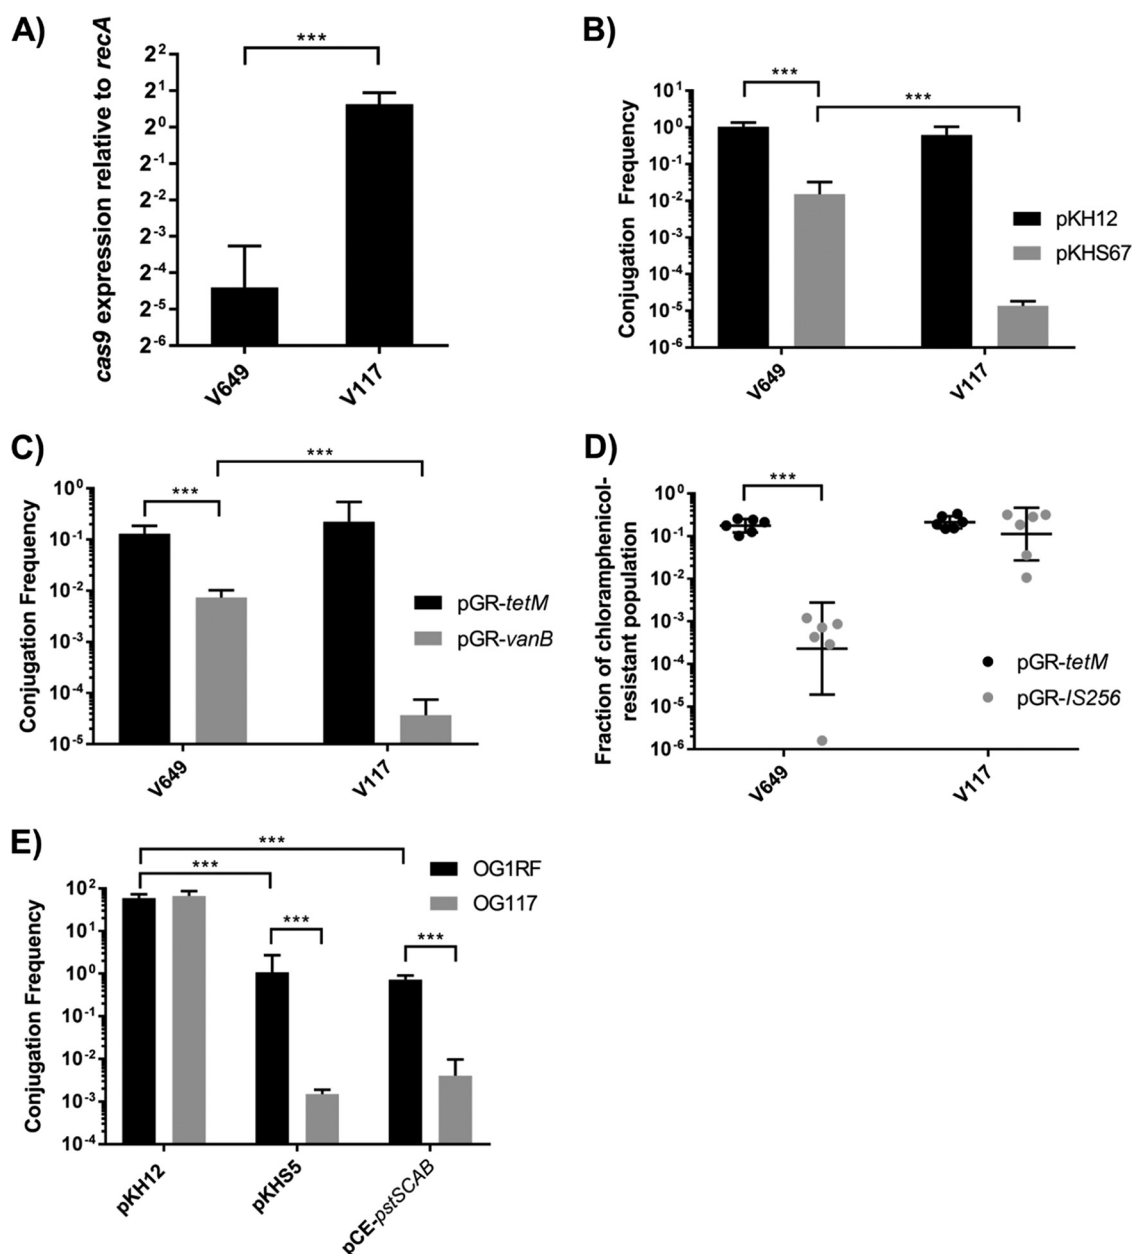 A)
cas9 expression relative to recA
2^2
2^1
2^0
2^-1
2^-2
2^-3
2^-4
2^-5
2^-6
***
V649
V117
B)
Conjugation Frequency
10^1
10^0
10^-1
10^-2
10^-3
10^-4
10^-5
10^-6
***
***
V649
V117
pKH12
pKHS67
C)
Conjugation Frequency
10^0
10^-1
10^-2
10^-3
10^-4
10^-5
***
***
V649
V117
pGR-tetM
pGR-vanB
D)
Fraction of chloramphenicol-
resistant population
10^0
10^-1
10^-2
10^-3
10^-4
10^-5
10^-6
***
V649
V117
pGR-tetM
pGR-IS256
E)
Conjugation Frequency
10^2
10^1
10^0
10^-1
10^-2
10^-3
10^-4
***
***
***
***
OG1RF
OG117
pKH12
pKHS5
pCE-pstSCAB